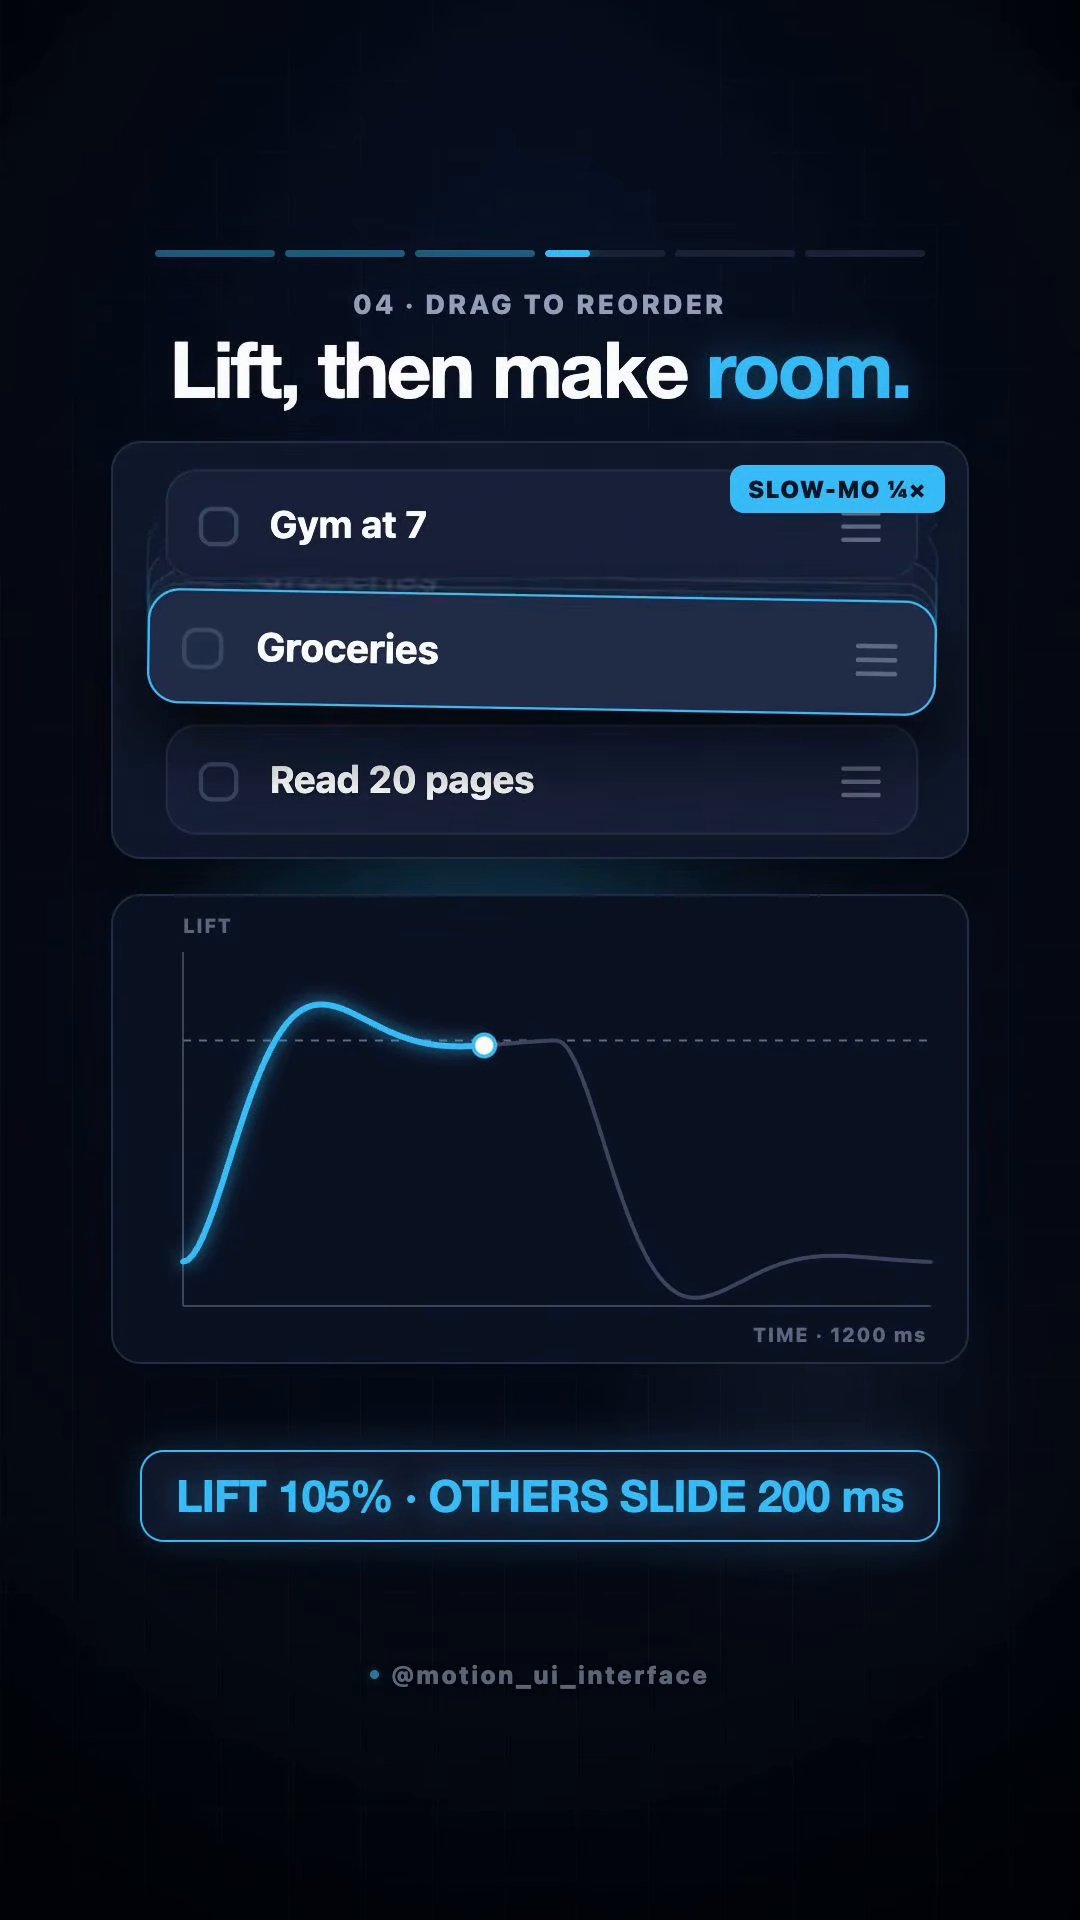 04 · DRAG TO REORDER
Lift, then make room.
SLOW-MO ¼×
Gym at 7
Groceries
Groceries
Read 20 pages
LIFT
TIME · 1200 ms
LIFT 105% · OTHERS SLIDE 200 ms
@motion_ui_interface